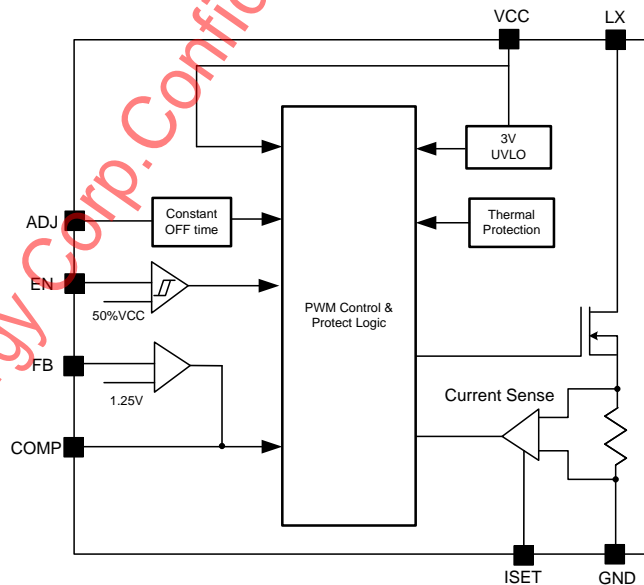 VCC
LX
3V
UVLO
ADJ
Constant
OFF time
Thermal
Protection
EN
50%VCC
PWM Control &
Protect Logic
FB
1.25V
Current Sense
COMP
ISET
GND
Corp. Confid